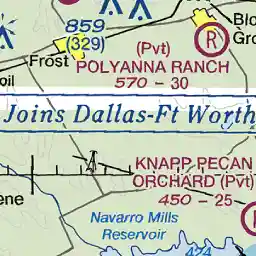 859
(329)
Blo
Gro
R
(Pvt)
Frost
POLYANNA RANCH
oil
570 - 30
Joins Dallas-Ft Worth
KNAPP PECAN
ORCHARD (Pvt)
ene
450 - 25
Navarro Mills
Reservoir
424